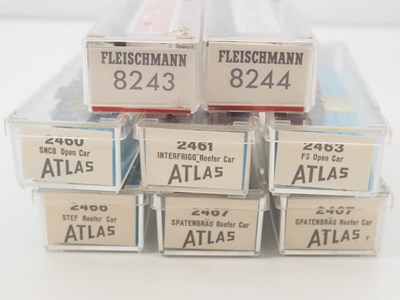 FLEISCHMANN
8243
FLEISCHMANN
8244
2460
SNCB Open Car
ATLAS
2461
INTERFRIGO Reefer Car
ATLAS
2463
FS Open Car
ATLAS
2466
STEF Reefer Car
ATLAS
2467
SPATENBRÄU Reefer Car
ATLAS
2467
SPATENBRÄU Reefer Car
ATLAS